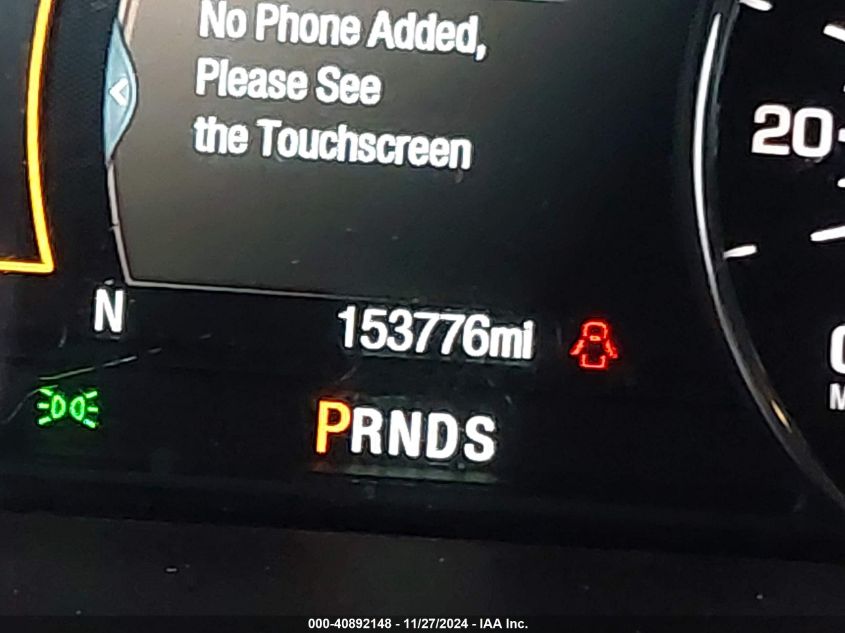 No Phone Added,
Please See
the Touchscreen
20
N
153776mi
PRNDS
000-40892148 - 11/27/2024 - IAA Inc.